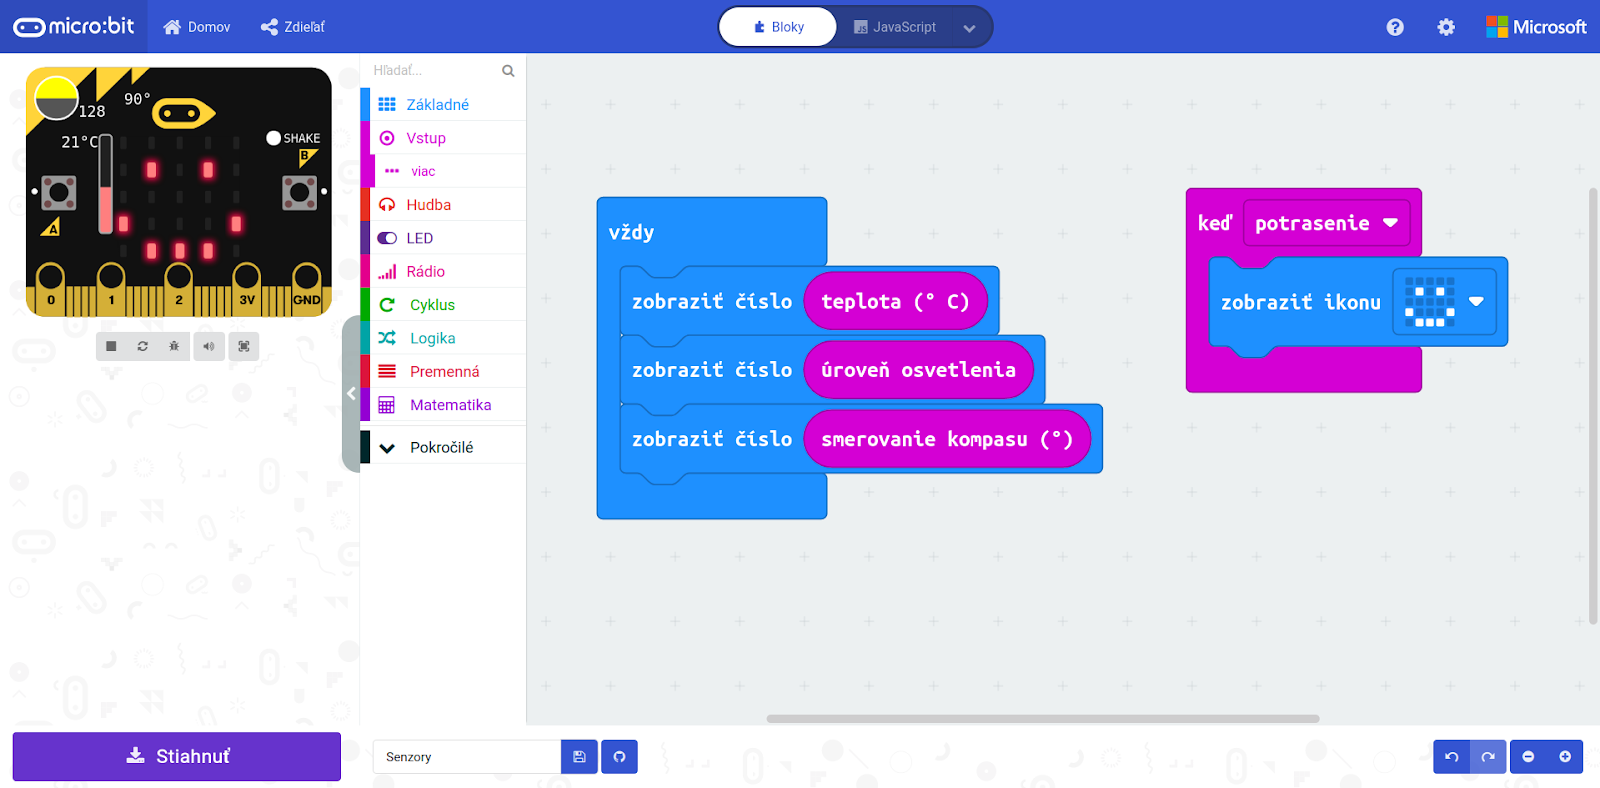 micro:bit
Domov
Zdieľať
Bloky
JavaScript
Microsoft
128
90°
21°C
SHAKE
B
A
0 1 2 3V GND
Hľadať...
Základné
Vstup
viac
Hudba
LED
Rádio
Cyklus
Logika
Premenná
Matematika
Pokročilé
vždy
zobraziť číslo teplota (° C)
zobraziť číslo úroveň osvetlenia
zobraziť číslo smerovanie kompasu (°)
keď potrasenie
zobraziť ikonu
Stiahnuť
Senzory